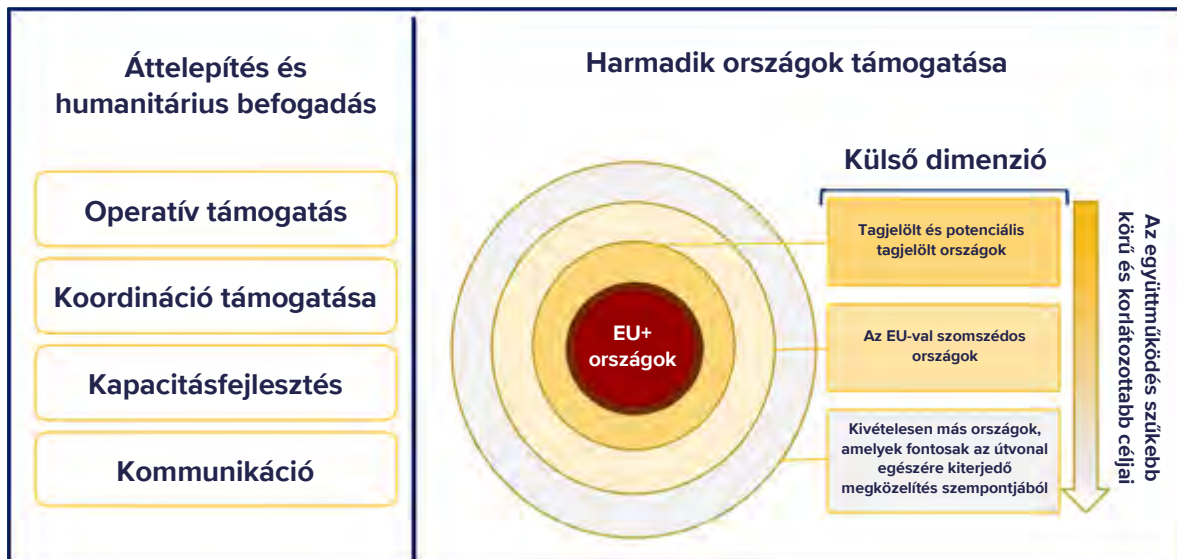 Áttelepítés és
humanitárius befogadás
Operatív támogatás
Koordináció támogatása
Kapacitásfejlesztés
Kommunikáció
Harmadik országok támogatása
EU+
országok
Külső dimenzió
Tagjelölt és potenciális
tagjelölt országok
Az EU-val szomszédos
országok
Kivételesen más országok,
amelyek fontosak az útvonal
egészére kiterjedő
megközelítés szempontjából
Az együttműködés szűkebb
körű és korlátozottabb céljai